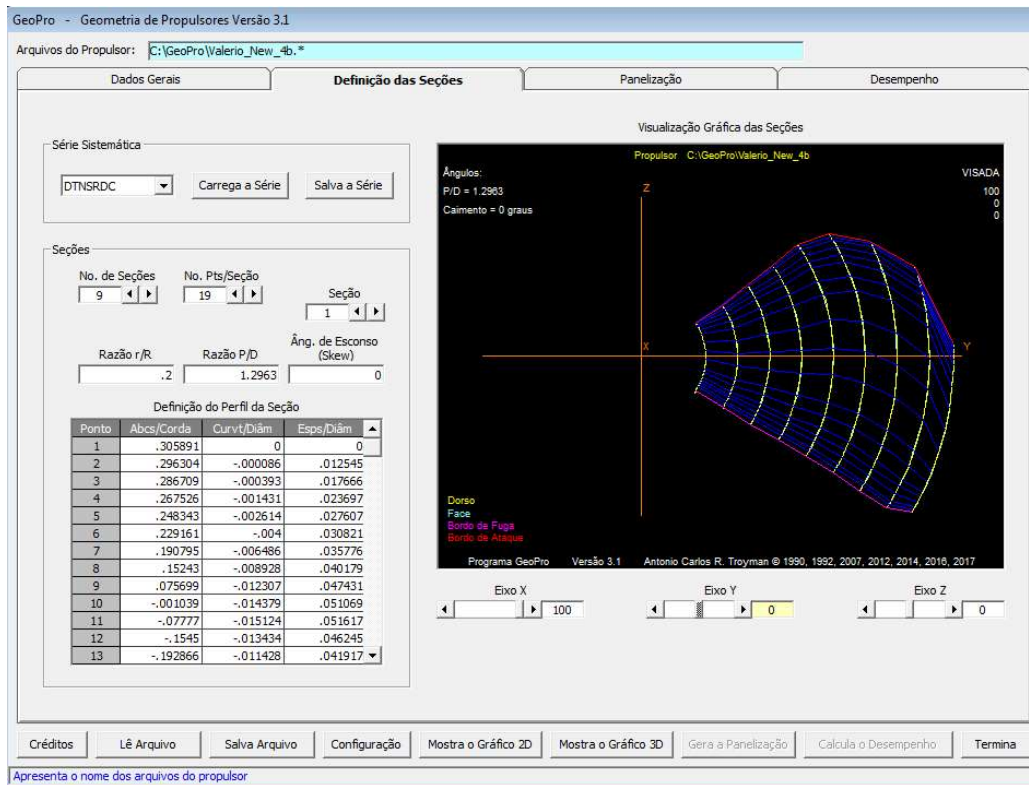 GeoPro - Geometria de Propulsores Versão 3.1
Arquivos do Propulsor: C:\GeoPro\Valerio_New_4b.*
Dados Gerais Definição das Seções Panelização Desempenho
Série Sistemática
DTNSRDC Carrega a Série Salva a Série
Seções
No. de Seções No. Pts/Seção
9 19 Seção
1
Razão r/R Razão P/D Âng. de Esconso
(Skew)
.2 1.2963 0
Definição do Perfil da Seção
Ponto Abcs/Corda Curvt/Diâm Esps/Diâm
1 .305891 0 0
2 .296304 -.000086 .012545
3 .286709 -.000393 .017666
4 .267526 -.001431 .023697
5 .248343 -.002614 .027607
6 .229161 -.004 .030821
7 .190795 -.006486 .035776
8 .15243 -.008928 .040179
9 .075699 -.012307 .047431
10 -.001039 -.014379 .051069
11 -.07777 -.015124 .051617
12 -.1545 -.013434 .046245
13 -.192866 -.011428 .041917
Visualização Gráfica das Seções
Propulsor C:\GeoPro\Valerio_New_4b
Ângulos: VISADA
P/D = 1.2963 Z 100
Caimento = 0 graus 0
0
X Y
Dorso
Face
Bordo de Fuga
Bordo de Ataque
Programa GeoPro Versão 3.1 Antonio Carlos R. Troyman © 1990, 1992, 2007, 2012, 2014, 2016, 2017
Eixo X Eixo Y Eixo Z
100 0 0
Créditos Lê Arquivo Salva Arquivo Configuração Mostra o Gráfico 2D Mostra o Gráfico 3D Gera a Panelização Calcula o Desempenho Termina
Apresenta o nome dos arquivos do propulsor